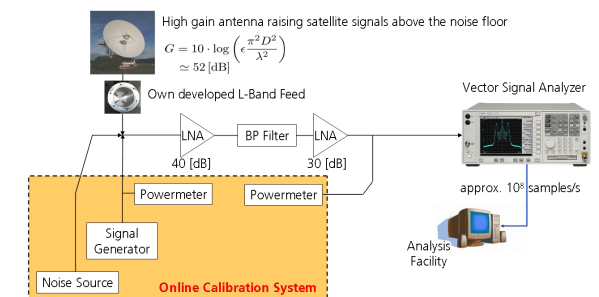 High gain antenna raising satellite signals above the noise floor
G = 10 · log ( ϵ π²D² / λ² )
≃ 52 [dB]
Own developed L-Band Feed
Vector Signal Analyzer
LNA
BP Filter
LNA
40 [dB]
30 [dB]
approx. 10⁸ samples/s
Powermeter
Powermeter
Signal
Generator
Analysis
Facility
Noise Source
Online Calibration System